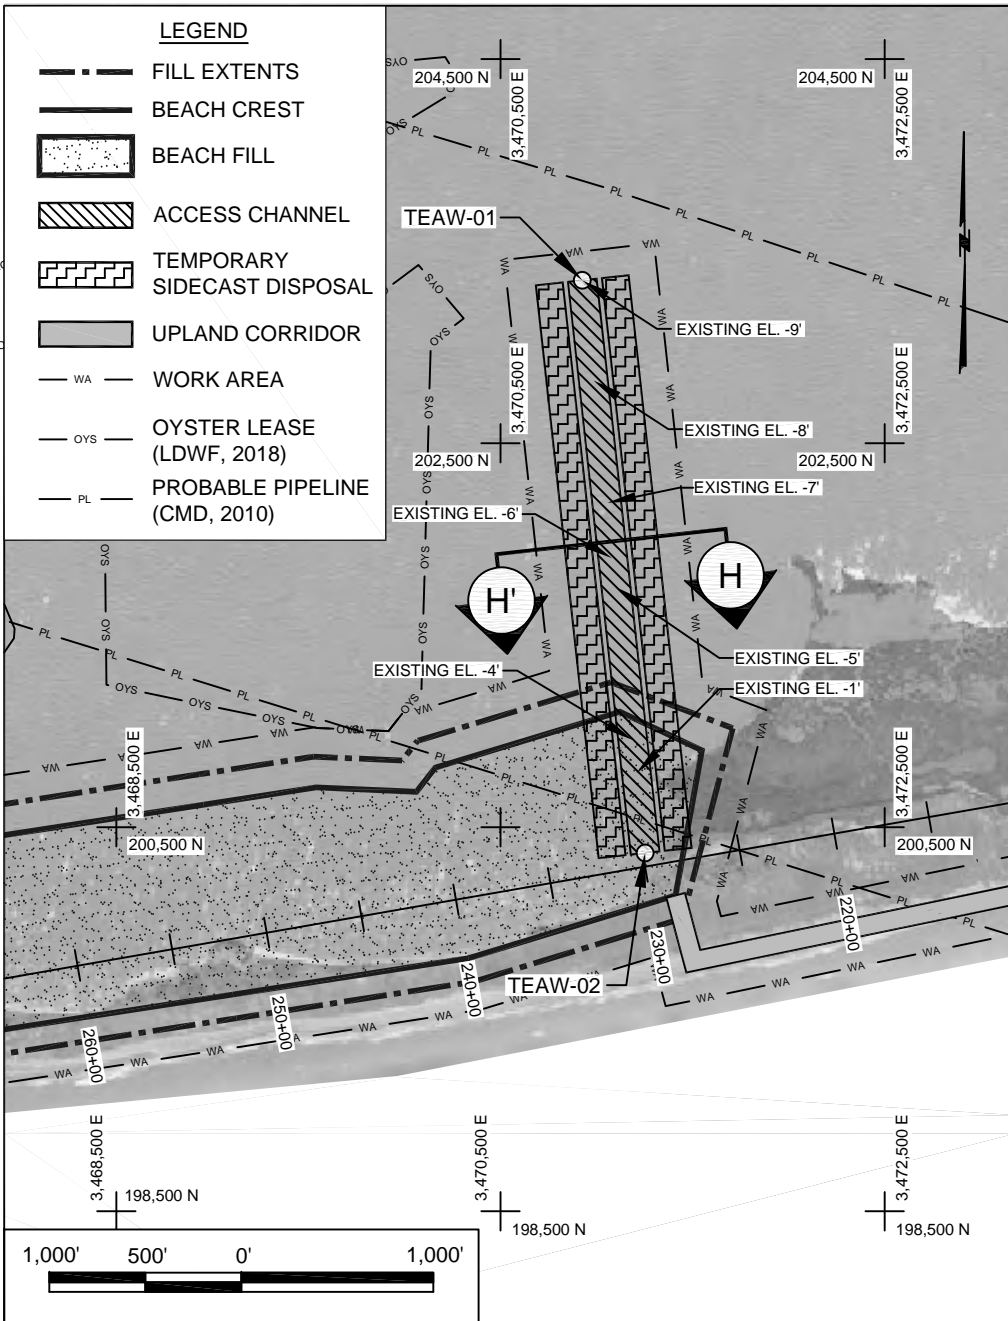 LEGEND
FILL EXTENTS
BEACH CREST
BEACH FILL
ACCESS CHANNEL
TEMPORARY
SIDECAST DISPOSAL
UPLAND CORRIDOR
WA
WORK AREA
OYS
OYSTER LEASE
(LDWF, 2018)
PL
PROBABLE PIPELINE
(CMD, 2010)
204,500 N
3,470,500 E
204,500 N
3,472,500 E
TEAW-01
EXISTING EL. -9'
3,470,500 E
3,472,500 E
EXISTING EL. -8'
202,500 N
202,500 N
EXISTING EL. -7'
EXISTING EL. -6'
H'
H
EXISTING EL. -5'
EXISTING EL. -4'
EXISTING EL. -1'
3,468,500 E
3,472,500 E
200,500 N
200,500 N
220+00
230+00
240+00
250+00
260+00
TEAW-02
3,468,500 E
3,470,500 E
3,472,500 E
198,500 N
198,500 N
198,500 N
1,000' 500' 0' 1,000'